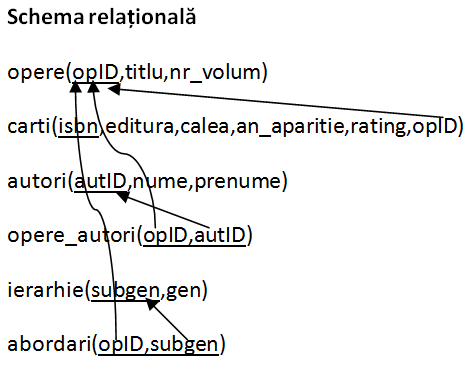 Schema relațională
opere(opID,titlu,nr_volum)
carti(isbn,editura,calea,an_aparitie,rating,opID)
autori(autID,nume,prenume)
opere_autori(opID,autID)
ierarhie(subgen,gen)
abordari(opID,subgen)